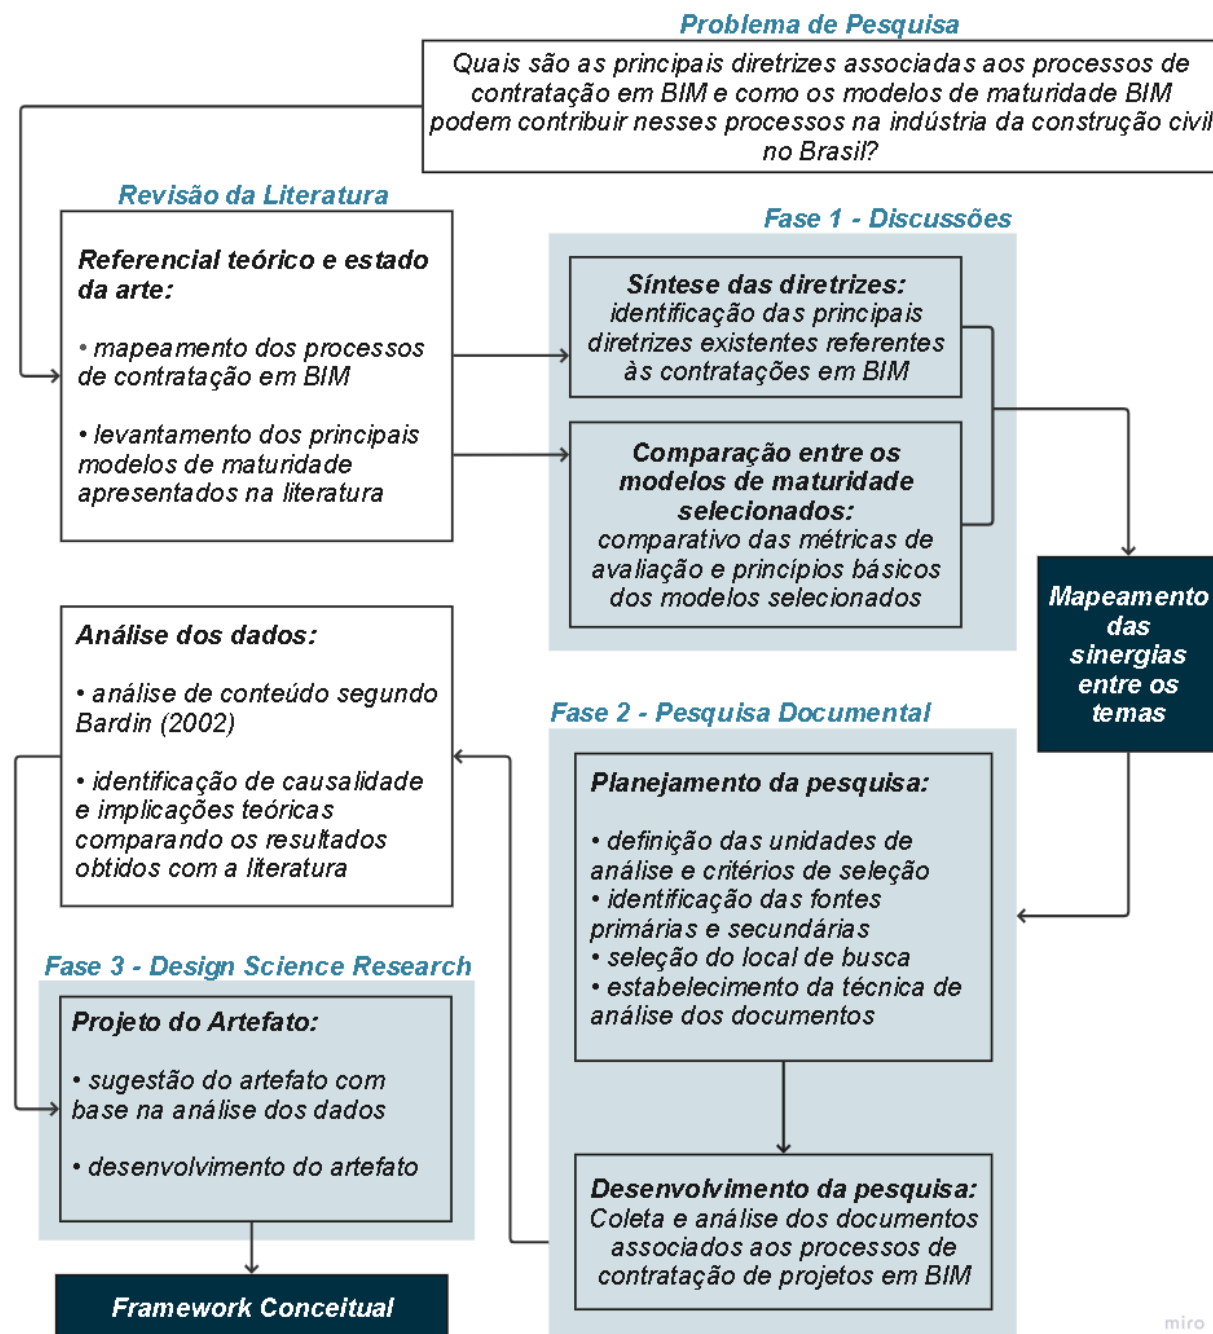 Problema de Pesquisa
Quais são as principais diretrizes associadas aos processos de
contratação em BIM e como os modelos de maturidade BIM
podem contribuir nesses processos na indústria da construção civil
no Brasil?
Revisão da Literatura
Referencial teórico e estado
da arte:
• mapeamento dos processos
de contratação em BIM
• levantamento dos principais
modelos de maturidade
apresentados na literatura
Fase 1 - Discussões
Síntese das diretrizes:
identificação das principais
diretrizes existentes referentes
às contratações em BIM
Comparação entre os
modelos de maturidade
selecionados:
comparativo das métricas de
avaliação e princípios básicos
dos modelos selecionados
Mapeamento
das
sinergias
entre os
temas
Fase 2 - Pesquisa Documental
Planejamento da pesquisa:
• definição das unidades de
análise e critérios de seleção
• identificação das fontes
primárias e secundárias
• seleção do local de busca
• estabelecimento da técnica de
análise dos documentos
Desenvolvimento da pesquisa:
Coleta e análise dos documentos
associados aos processos de
contratação de projetos em BIM
Análise dos dados:
• análise de conteúdo segundo
Bardin (2002)
• identificação de causalidade
e implicações teóricas
comparando os resultados
obtidos com a literatura
Fase 3 - Design Science Research
Projeto do Artefato:
• sugestão do artefato com
base na análise dos dados
• desenvolvimento do artefato
Framework Conceitual
miro